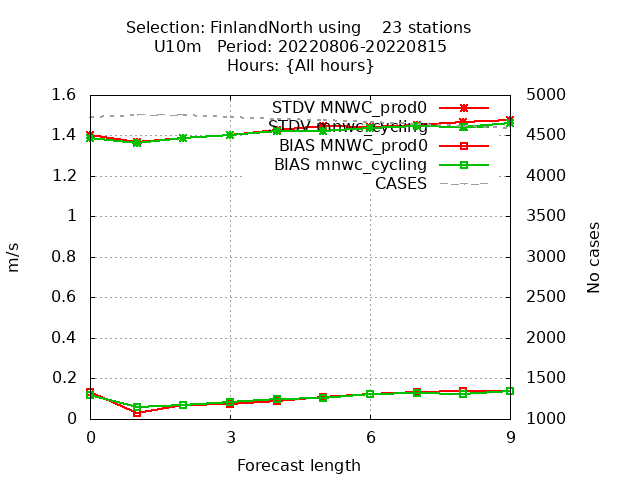 Selection: FinlandNorth using    23 stations
U10m   Period: 20220806-20220815
Hours: {All hours}
STDV MNWC_prod0
STDV mnwc_cycling
BIAS MNWC_prod0
BIAS mnwc_cycling
CASES
1.6
1.4
1.2
1
0.8
0.6
0.4
0.2
0
m/s
5000
4500
4000
3500
3000
2500
2000
1500
1000
No cases
0 3 6 9
Forecast length